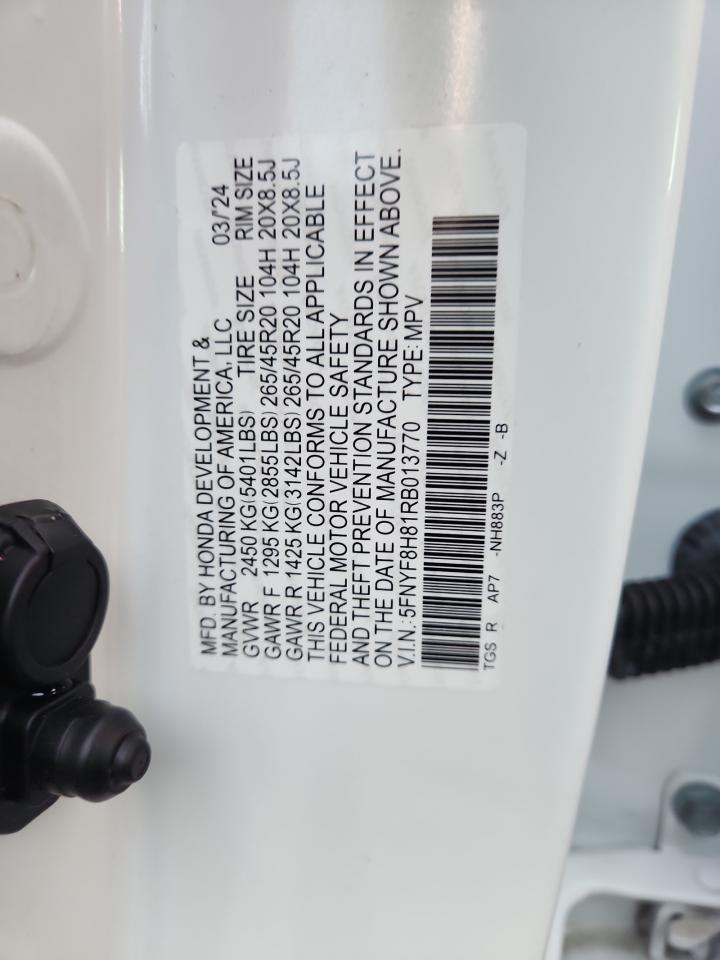 MFD. BY HONDA DEVELOPMENT &
MANUFACTURING OF AMERICA, LLC 03/'24
GVWR 2450 KG(5401LBS) TIRE SIZE RIM SIZE
GAWR F 1295 KG(2855LBS) 265/45R20 104H 20X8.5J
GAWR R 1425 KG(3142LBS) 265/45R20 104H 20X8.5J
THIS VEHICLE CONFORMS TO ALL APPLICABLE
FEDERAL MOTOR VEHICLE SAFETY
AND THEFT PREVENTION STANDARDS IN EFFECT
ON THE DATE OF MANUFACTURE SHOWN ABOVE.
V.I.N.: 5FNYF8H81RB013770 TYPE: MPV
TGS R AP7 -NH883P -Z -B